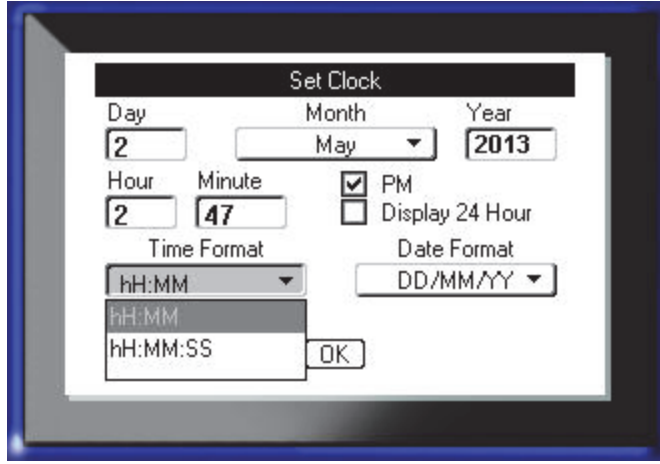 Set Clock
Day Month Year
2 May 2013
Hour Minute PM
2 47 Display 24 Hour
Time Format Date Format
hH:MM DD/MM/YY
hH:MM
hH:MM:SS
OK